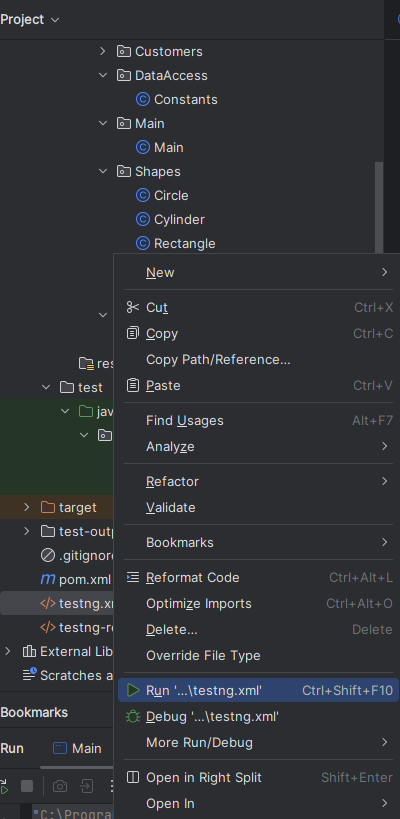 Project
Customers
DataAccess
Constants
Main
Main
Shapes
Circle
Cylinder
Rectangle
New
Cut Ctrl+X
Copy Ctrl+C
Copy Path/Reference...
res
Paste Ctrl+V
test
jav
Find Usages Alt+F7
Analyze
Refactor
target
Validate
test-outp
Bookmarks
.gitignore
pom.xml
Reformat Code Ctrl+Alt+L
testng.xm
Optimize Imports Ctrl+Alt+O
testng-re
Delete... Delete
External Lib
Override File Type
Scratches a
Run '...\testng.xml' Ctrl+Shift+F10
Bookmarks
Debug '...\testng.xml'
Run
Main
More Run/Debug
Open in Right Split Shift+Enter
Open In
"C:\Progra